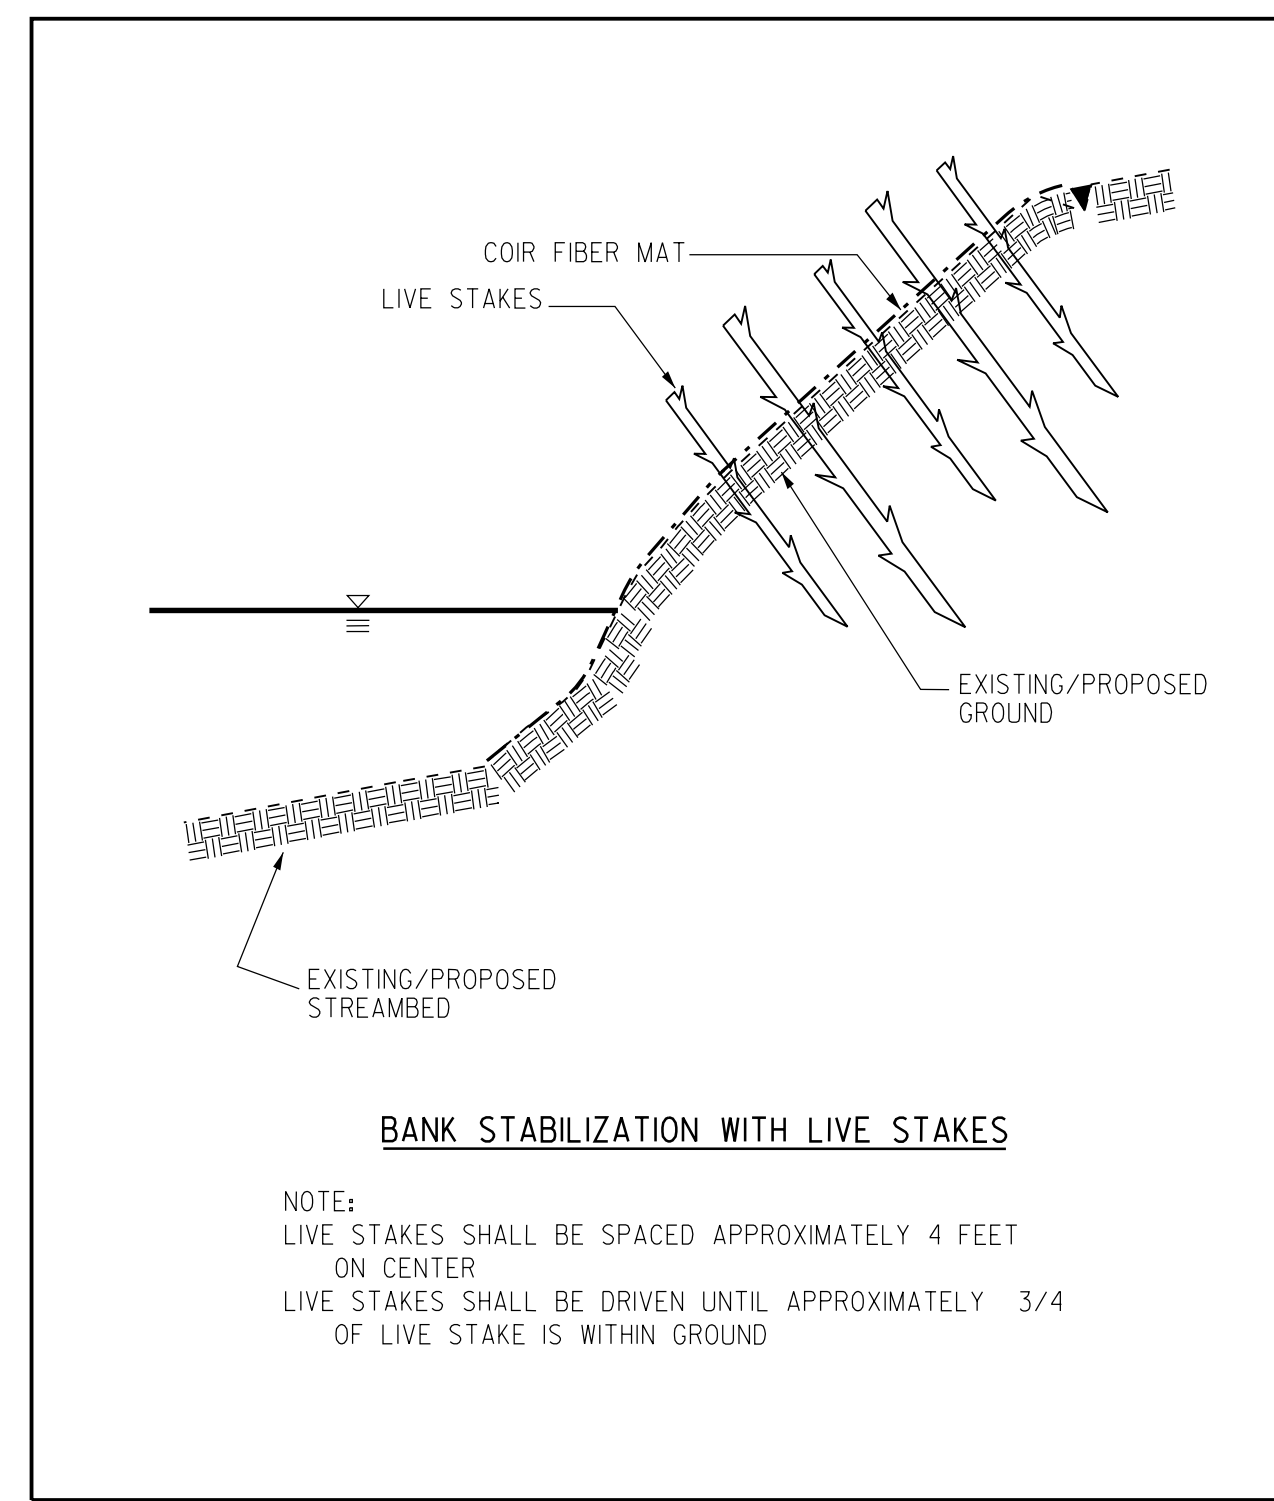 COIR FIBER MAT
LIVE STAKES
EXISTING/PROPOSED
GROUND
EXISTING/PROPOSED
STREAMBED
BANK STABILIZATION WITH LIVE STAKES
NOTE:
LIVE STAKES SHALL BE SPACED APPROXIMATELY 4 FEET
ON CENTER
LIVE STAKES SHALL BE DRIVEN UNTIL APPROXIMATELY 3/4
OF LIVE STAKE IS WITHIN GROUND